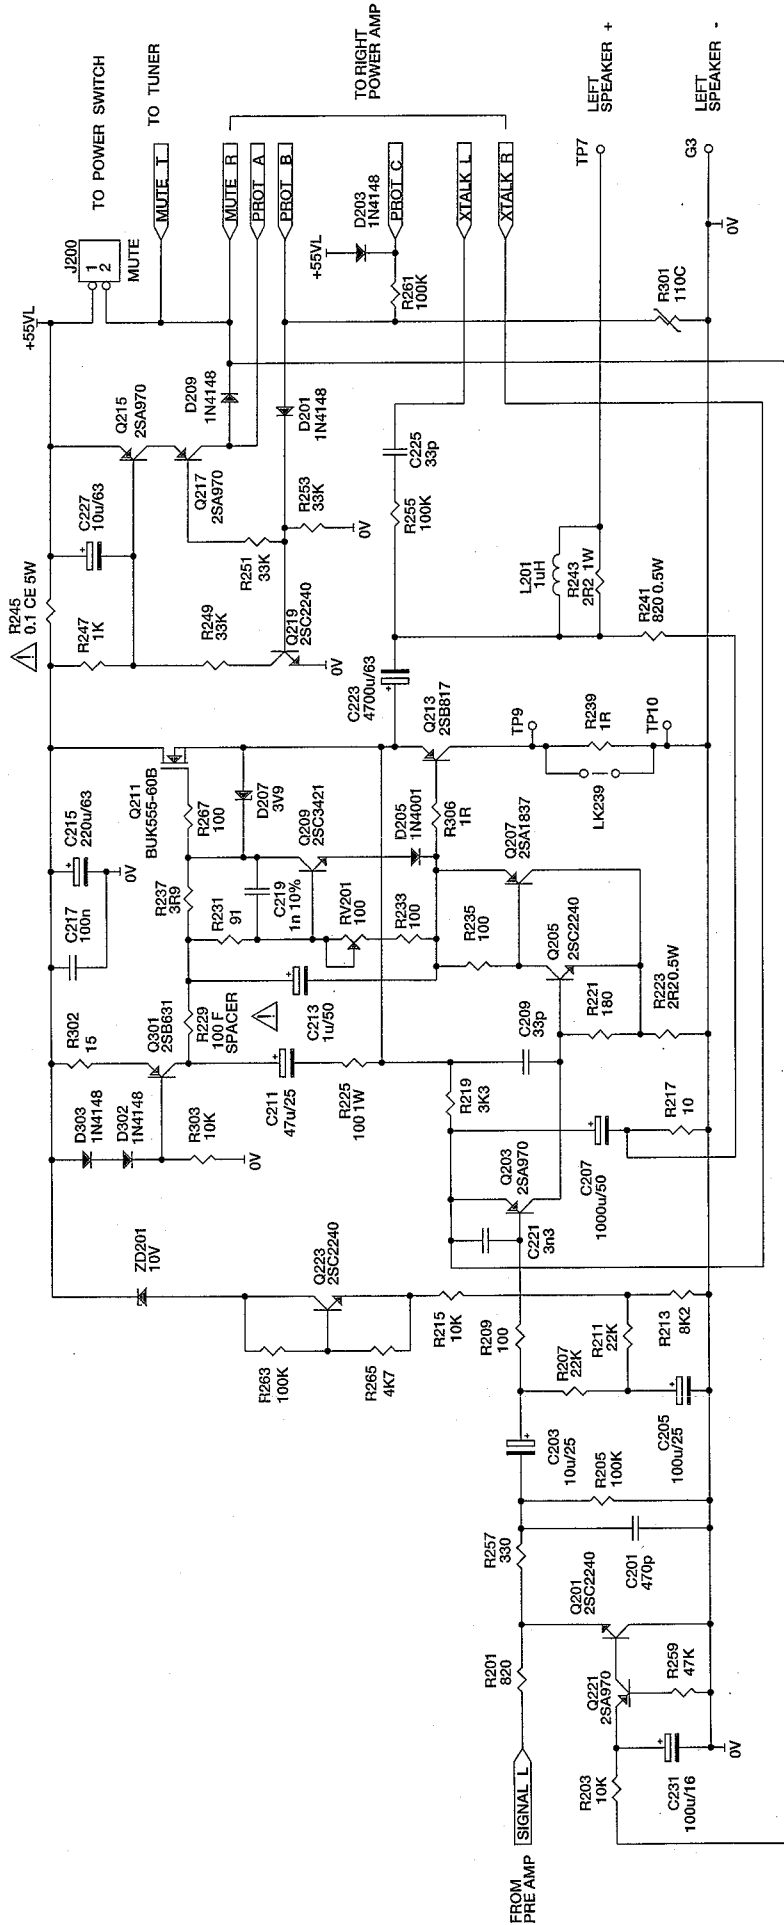 +55VL
J200
1
2
MUTE
TO POWER SWITCH
TO TUNER
MUTE T
MUTE R
PROT A
PROT B
TO RIGHT
POWER AMP
+55VL
D203
1N4148
PROT C
XTALK L
XTALK R
TP7
LEFT
SPEAKER +
G3
LEFT
SPEAKER -
0V
R261
100K
R301
110C
Q215
2SA970
D209
1N4148
D201
1N4148
C227
10u/63
Q217
2SA970
R253
33K
0V
R251
33K
C225
33p
R255
100K
L201
1uH
R243
2R2 1W
R241
820 0.5W
R245
0.1 CE 5W
R247
1K
R249
33K
Q219
2SC2240
0V
C223
4700u/63
Q213
2SB817
TP9
R239
1R
TP10
LK239
Q211
BUK555-60B
C215
220u/63
0V
C217
100n
R267
100
D207
3V9
Q209
2SC3421
D205
1N4001
R306
1R
Q207
2SA1837
R237
3R9
R231
91
C219
1n 10%
RV201
100
R233
100
R235
100
Q205
2SC2240
R302
15
Q301
2SB631
R229
100 F
SPACER
C213
1u/50
C209
33p
R221
180
R223
2R2 0.5W
D303
1N4148
D302
1N4148
R303
10K
0V
C211
47u/25
R225
100 1W
R219
3K3
R217
10
Q203
2SA970
C207
1000u/50
C221
3n3
ZD201
10V
Q223
2SC2240
R263
100K
R265
4K7
R215
10K
R209
100
R207
22K
R211
22K
R213
8K2
C203
10u/25
C205
100u/25
R205
100K
R257
330
C201
470p
Q201
2SC2240
R201
820
Q221
2SA970
R259
47K
R203
10K
C231
100u/16
0V
SIGNAL L
FROM
PRE AMP